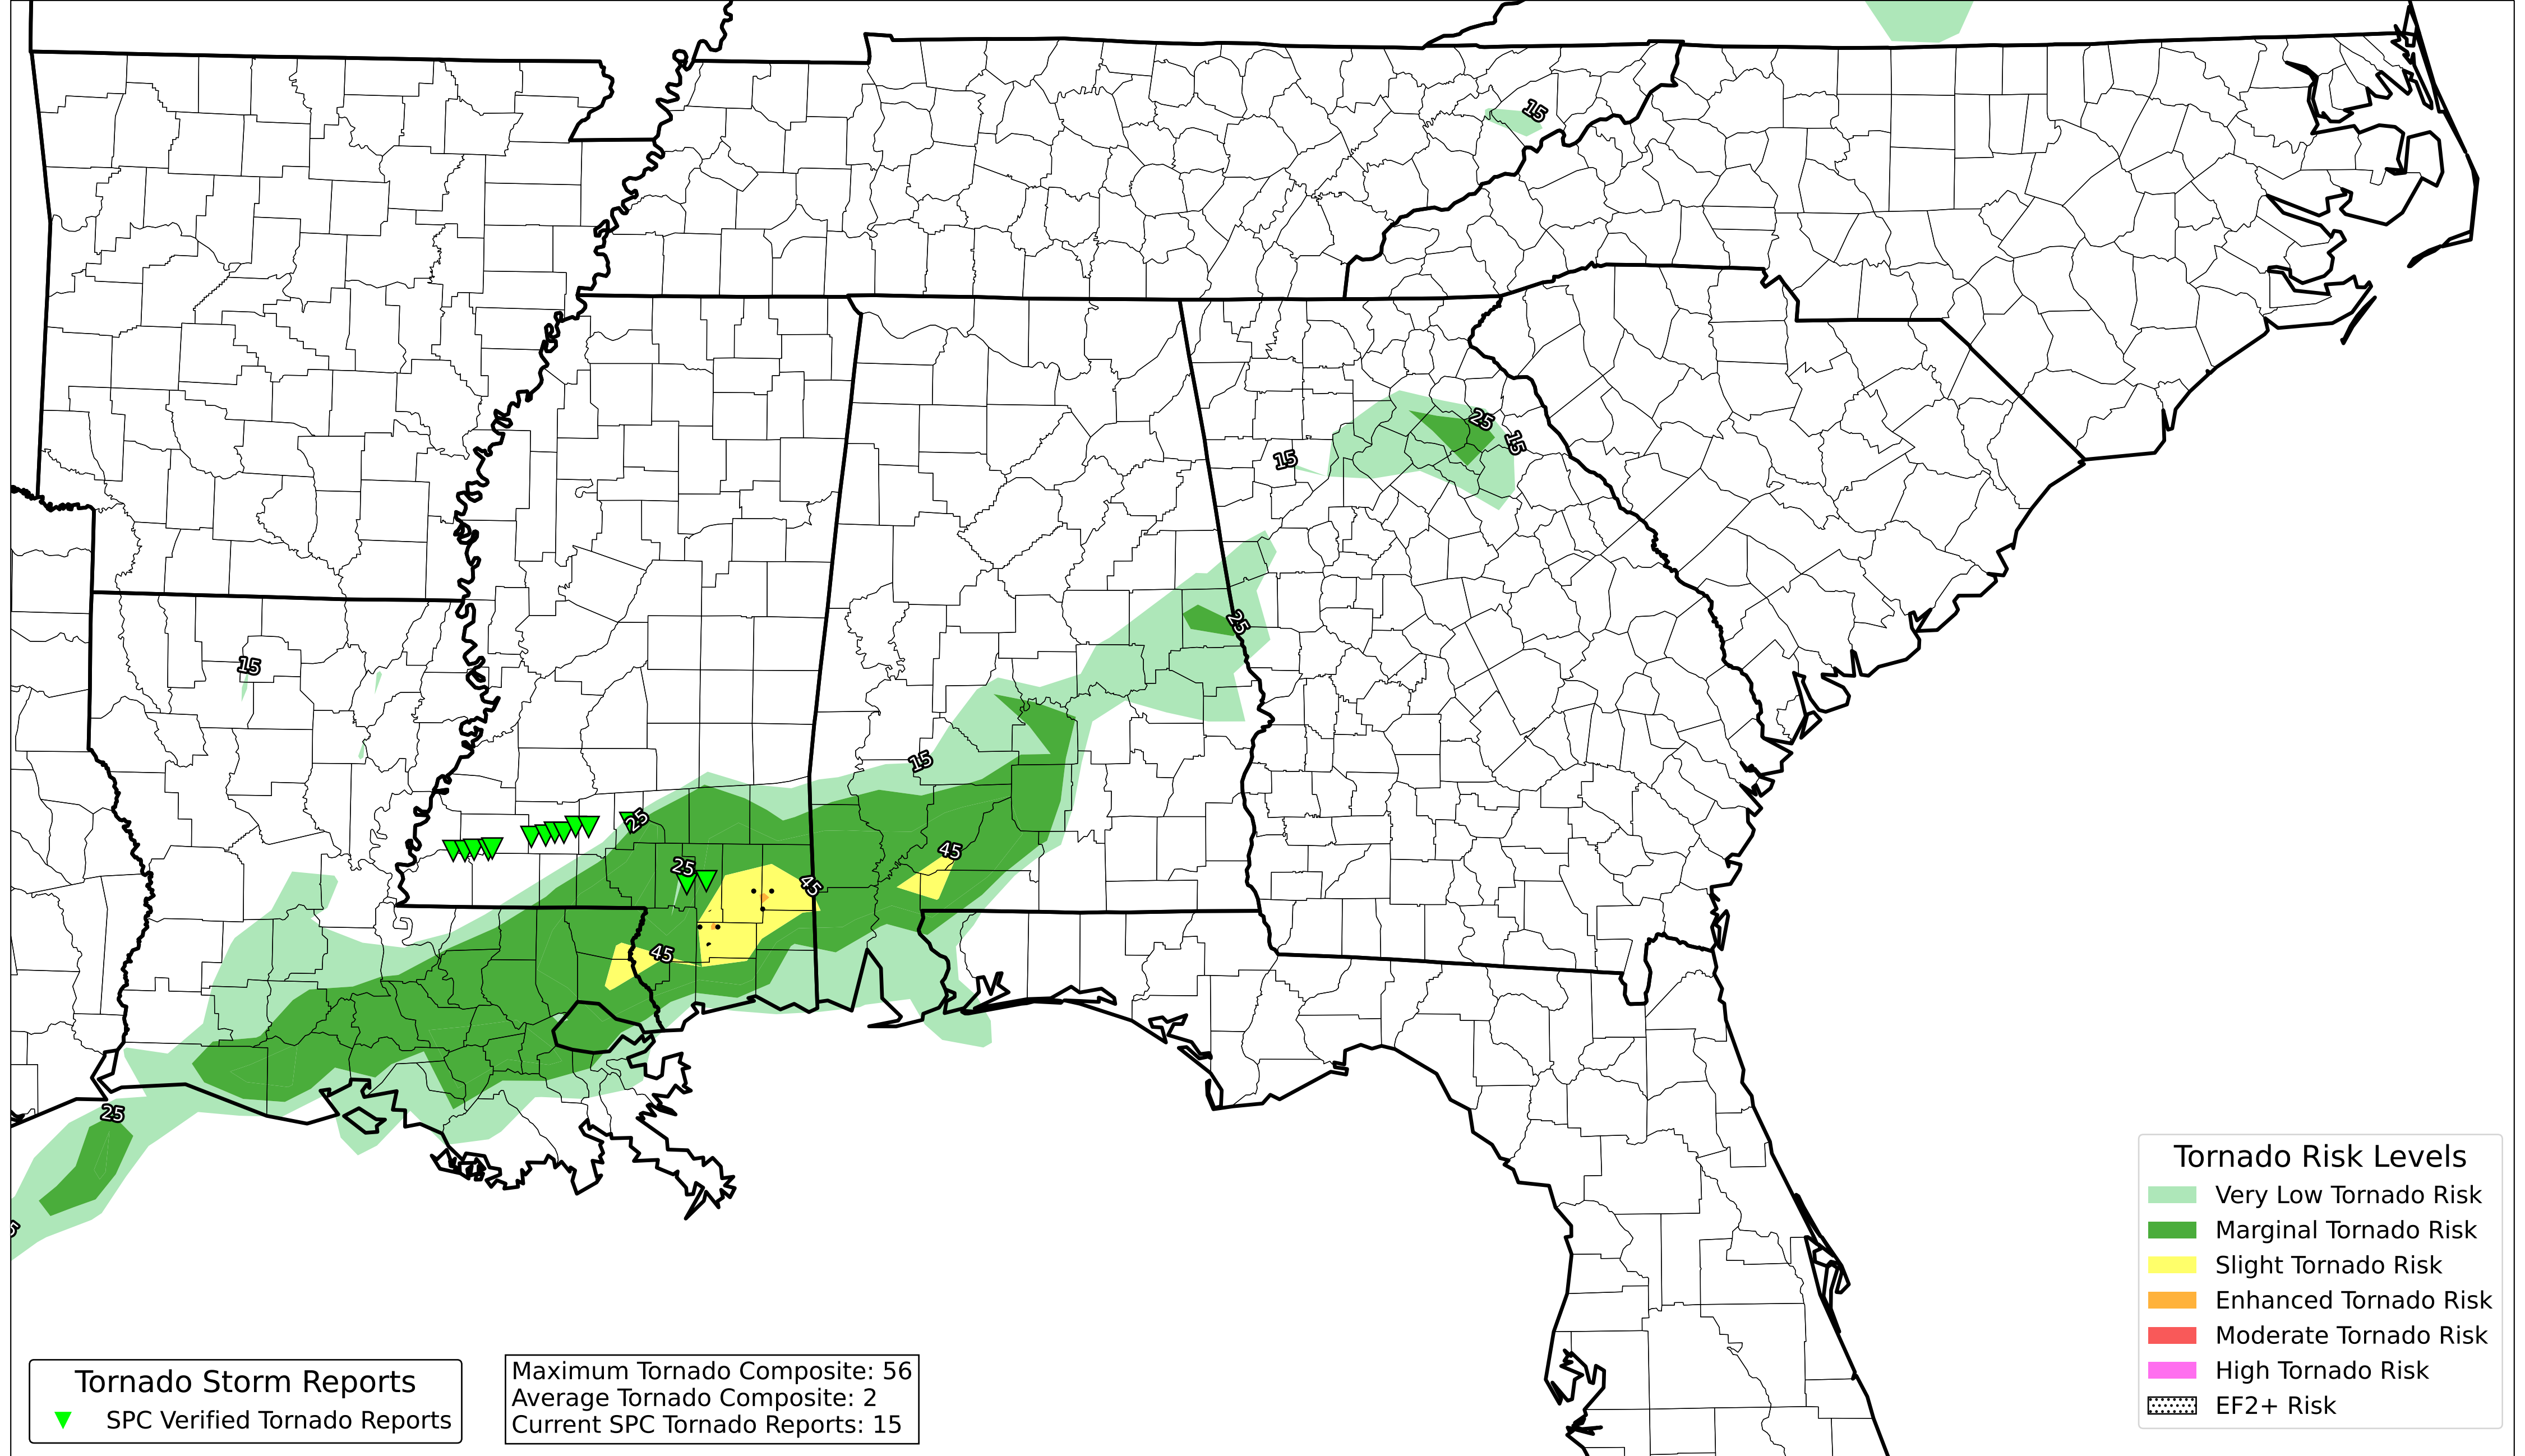 15
25
15
15
25
15
15
25
25
45
45
45
25
5
Tornado Risk Levels
Very Low Tornado Risk
Marginal Tornado Risk
Slight Tornado Risk
Enhanced Tornado Risk
Moderate Tornado Risk
High Tornado Risk
EF2+ Risk
Tornado Storm Reports
SPC Verified Tornado Reports
Maximum Tornado Composite: 56
Average Tornado Composite: 2
Current SPC Tornado Reports: 15